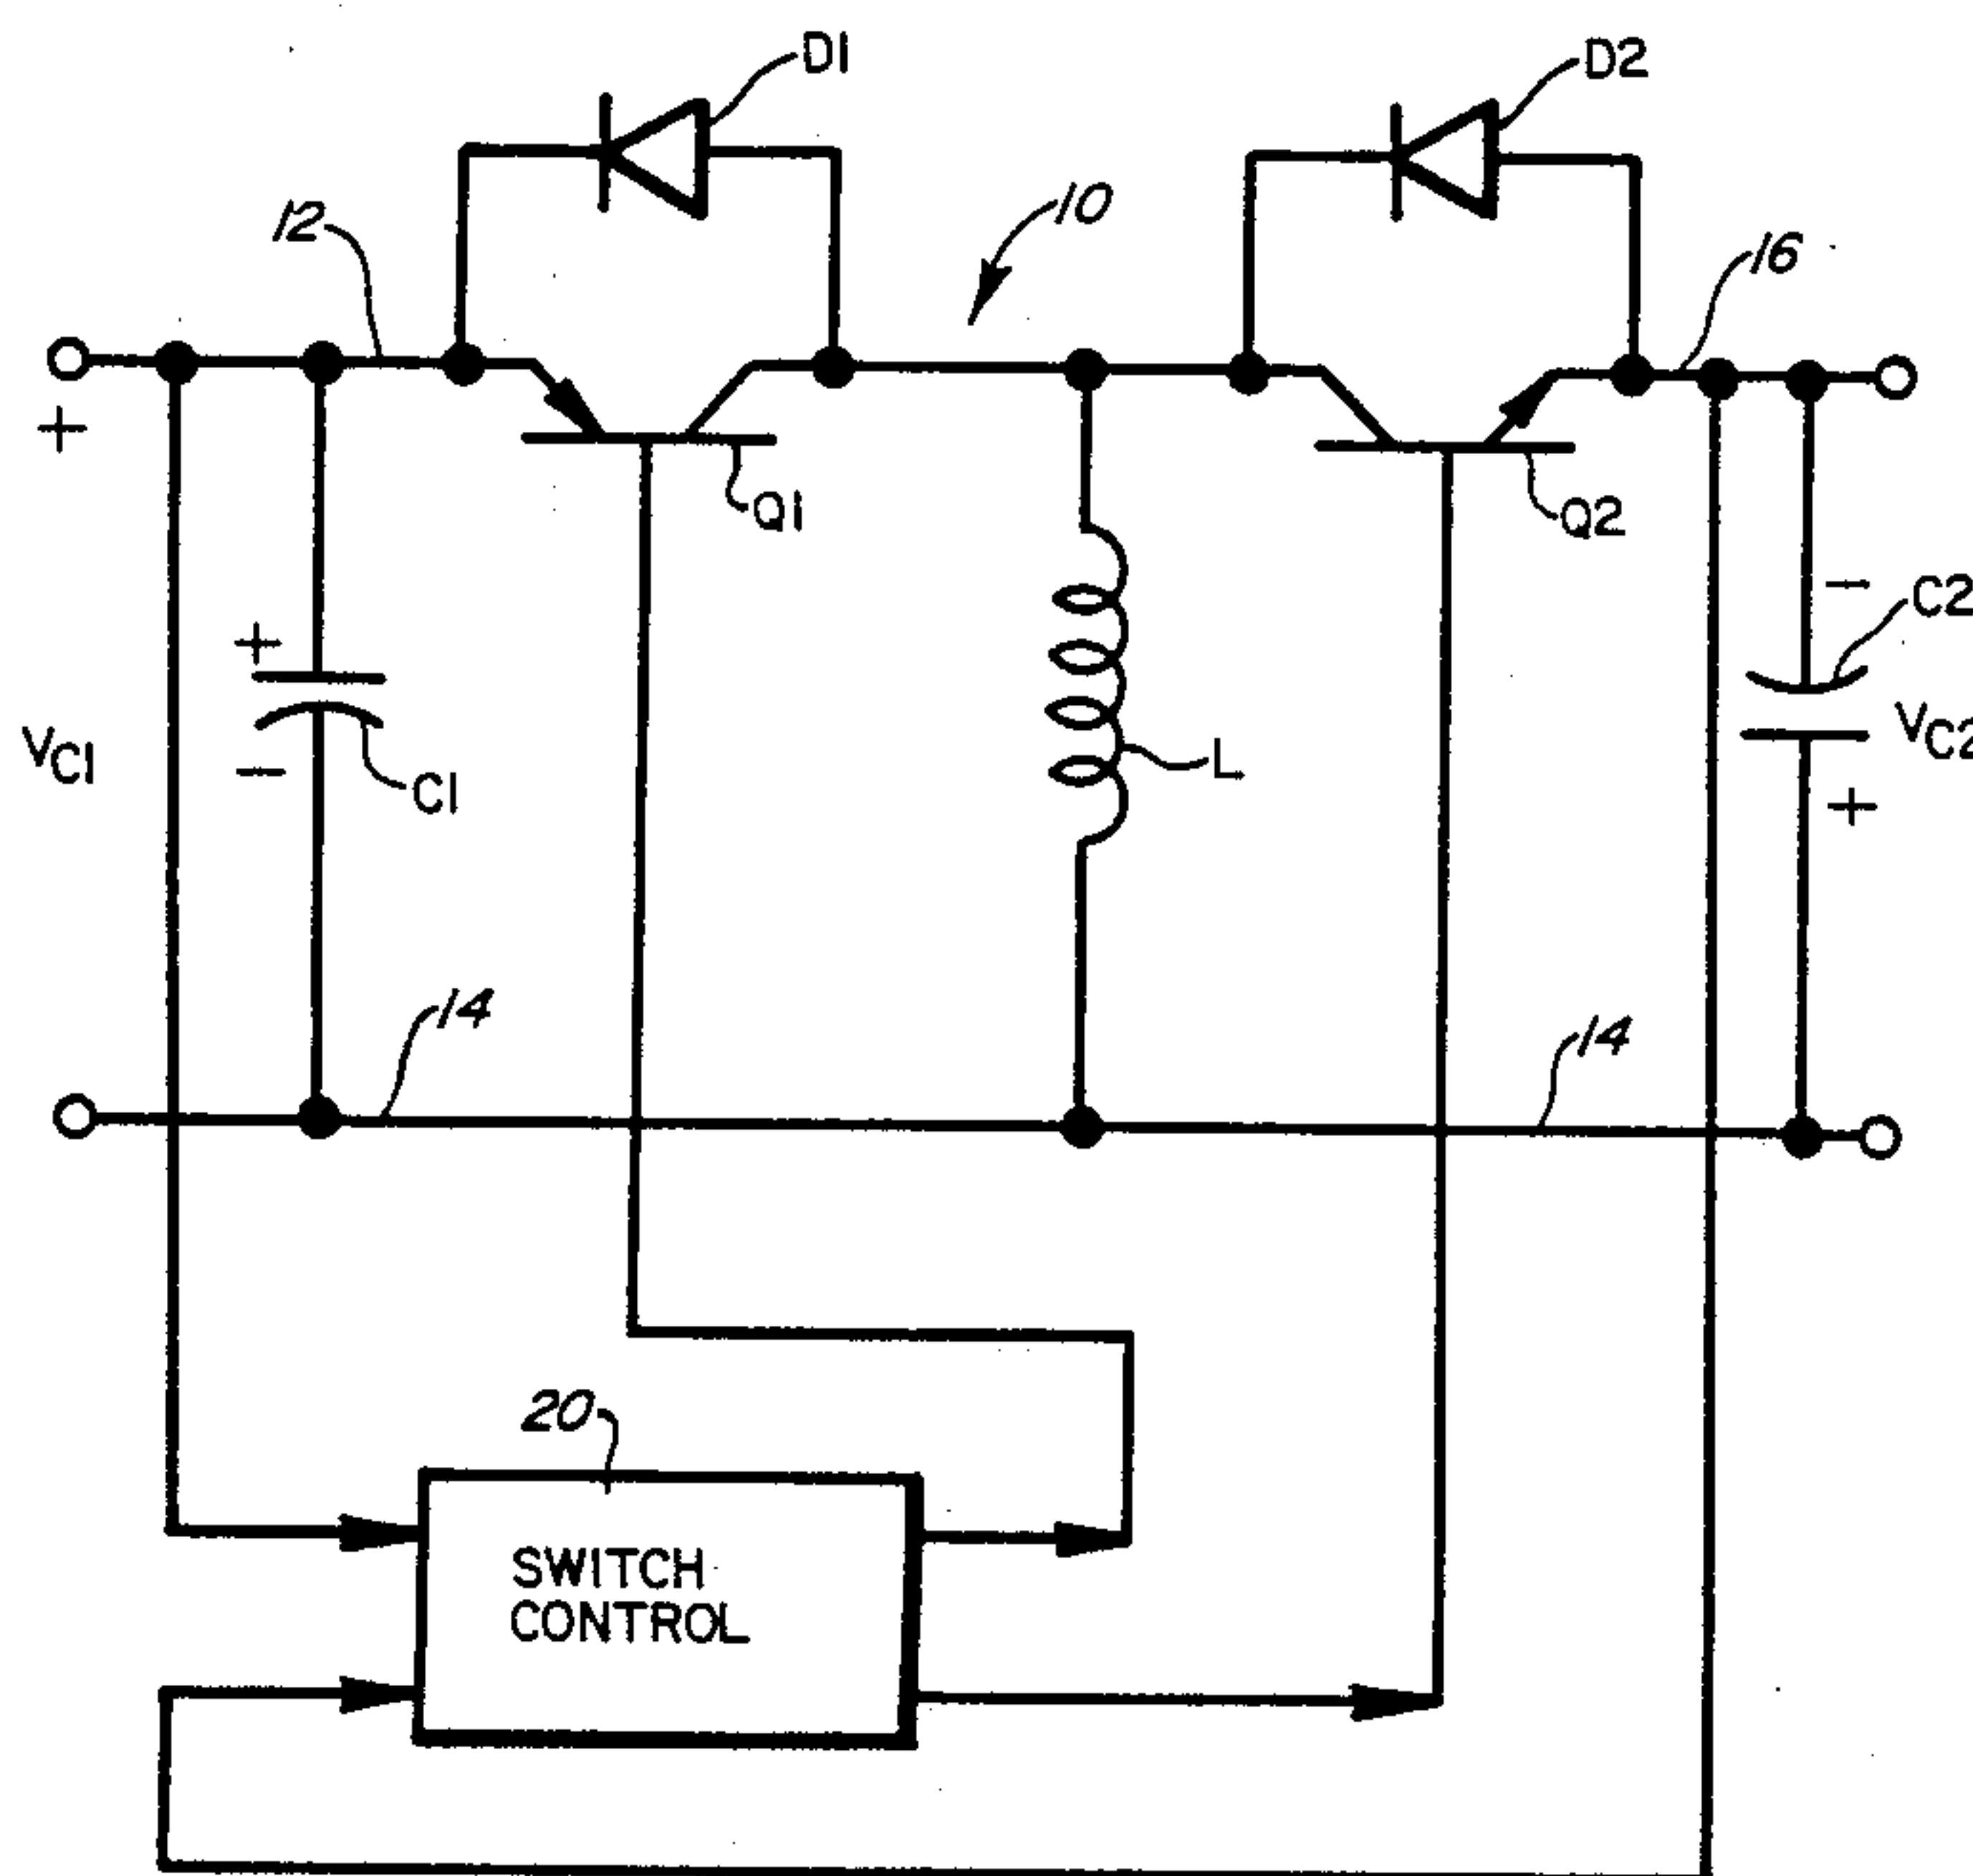 D1
D2
12
10
16
+
Q1
Q2
+
-
C2
VC1
-
C1
L
VC2
+
14
14
20
SWITCH
CONTROL